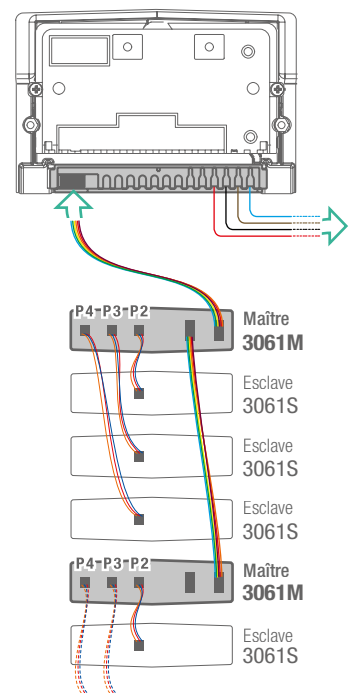 P4 P3 P2
Maître
3061M
Esclave
3061S
Esclave
3061S
Esclave
3061S
P4 P3 P2
Maître
3061M
Esclave
3061S